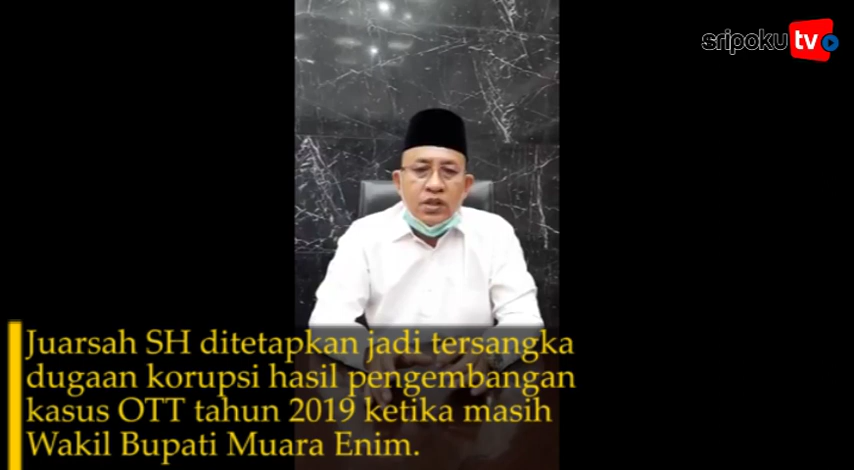 sripoku tv
Juarsah SH ditetapkan jadi tersangka
dugaan korupsi hasil pengembangan
kasus OTT tahun 2019 ketika masih
Wakil Bupati Muara Enim.